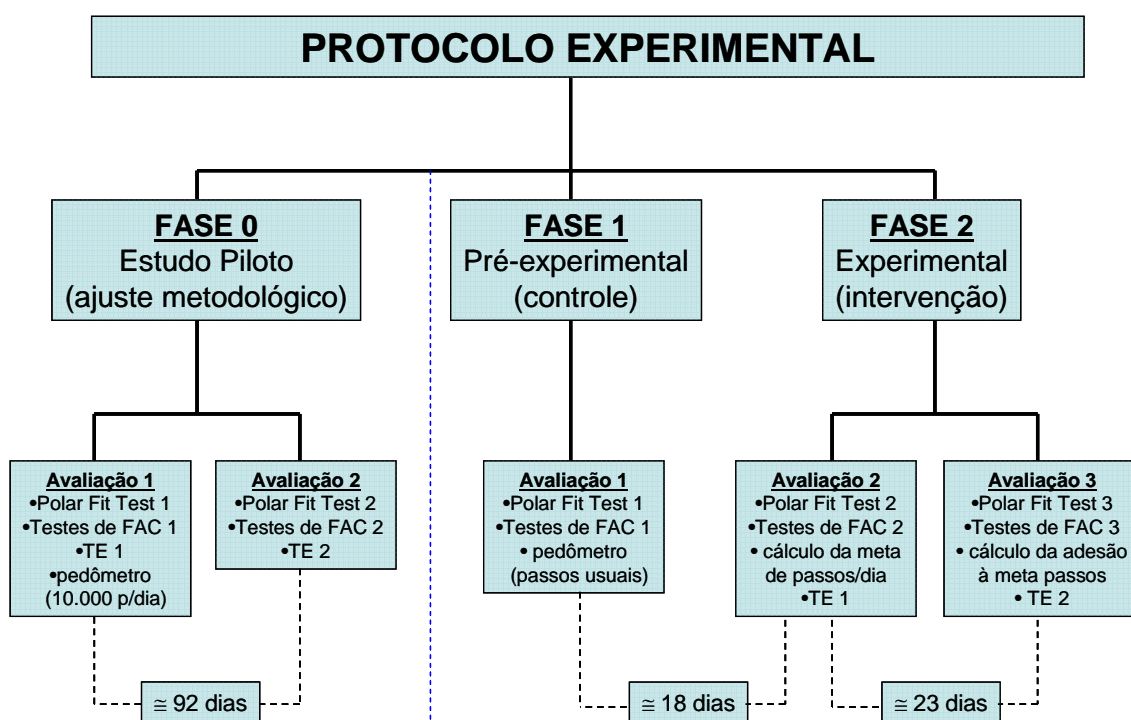 PROTOCOLO EXPERIMENTAL
FASE 0
Estudo Piloto
(ajuste metodológico)
FASE 1
Pré-experimental
(controle)
FASE 2
Experimental
(intervenção)
Avaliação 1
•Polar Fit Test 1
•Testes de FAC 1
•TE 1
•pedômetro
(10.000 p/dia)
Avaliação 2
•Polar Fit Test 2
•Testes de FAC 2
•TE 2
Avaliação 1
•Polar Fit Test 1
•Testes de FAC 1
• pedômetro
(passos usuais)
Avaliação 2
•Polar Fit Test 2
•Testes de FAC 2
• cálculo da meta
de passos/dia
•TE 1
Avaliação 3
•Polar Fit Test 3
•Testes de FAC 3
• cálculo da adesão
à meta passos
• TE 2
≅ 92 dias
≅ 18 dias
≅ 23 dias